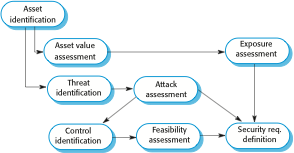 Asset
identification
Asset value
assessment
Exposure
assessment
Threat
identification
Attack
assessment
Control
identification
Feasibility
assessment
Security req.
definition